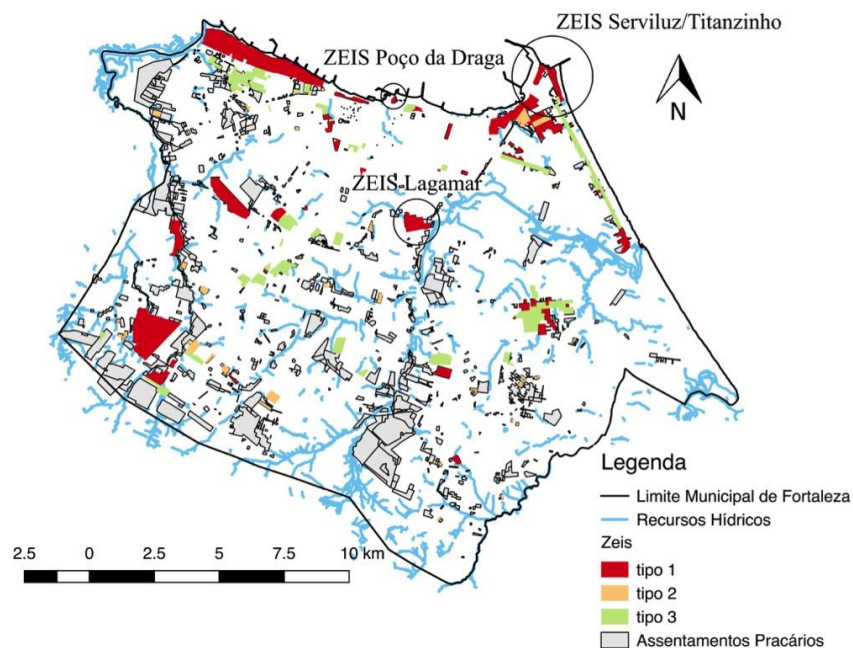 ZEIS Serviluz/Titanzinho
ZEIS Poço da Draga
N
ZEIS Lagamar
Legenda
Limite Municipal de Fortaleza
Recursos Hídricos
Zeis
tipo 1
tipo 2
tipo 3
Assentamentos Pracários
2.5 0 2.5 5 7.5 10 km